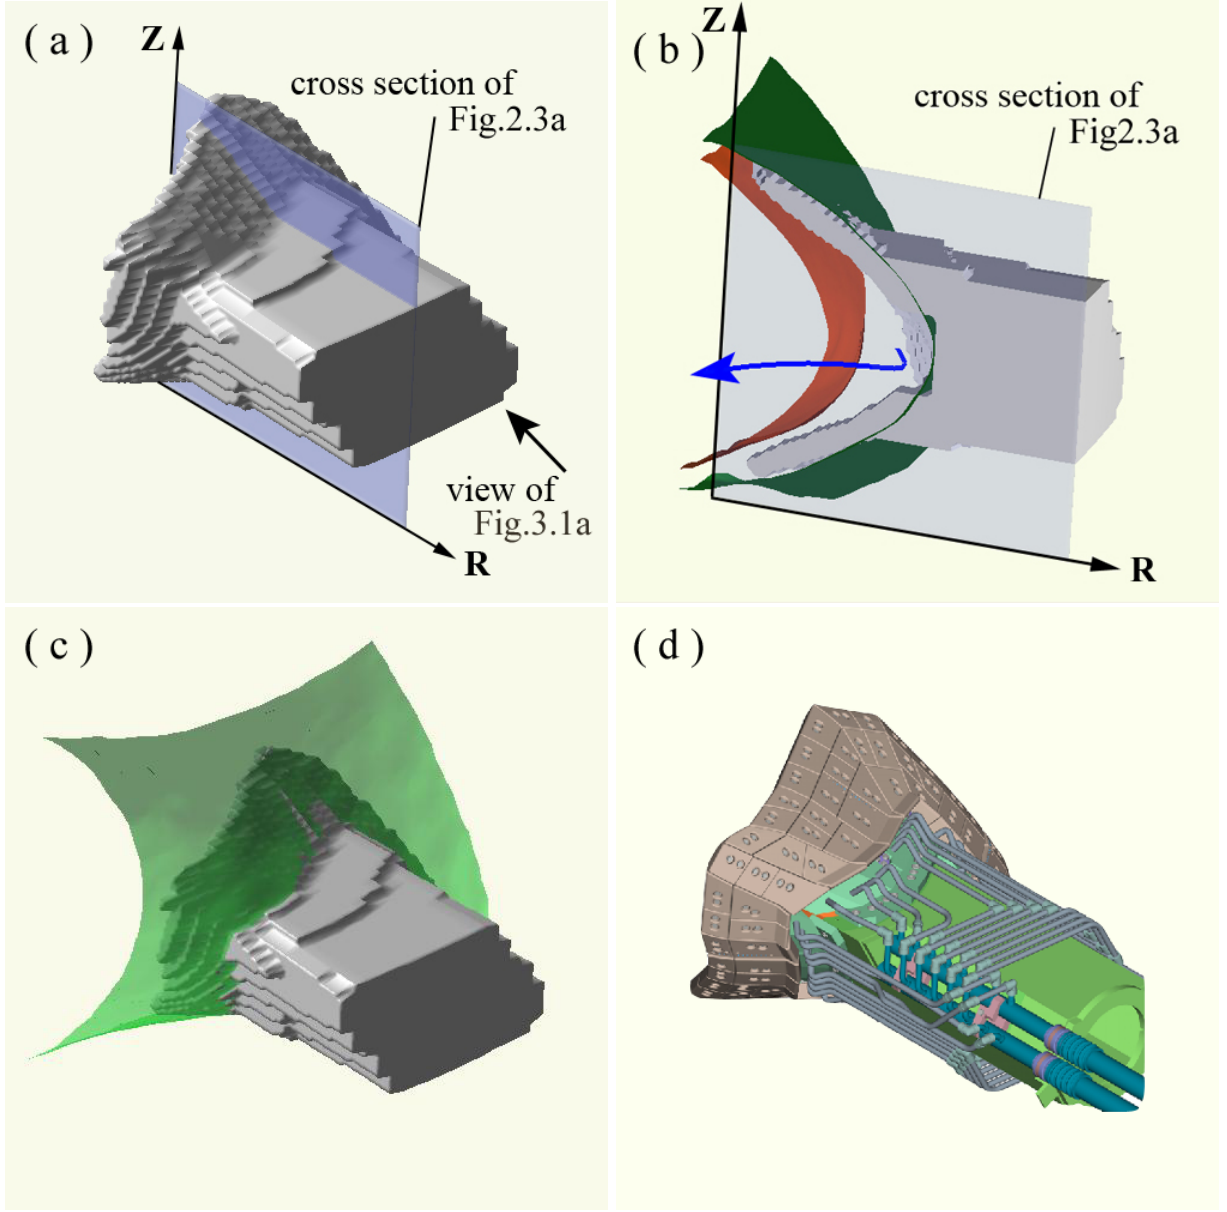 ( a )
Z
cross section of
Fig.2.3a
view of
Fig.3.1a
R
( b )
Z
cross section of
Fig2.3a
R
( c )
( d )